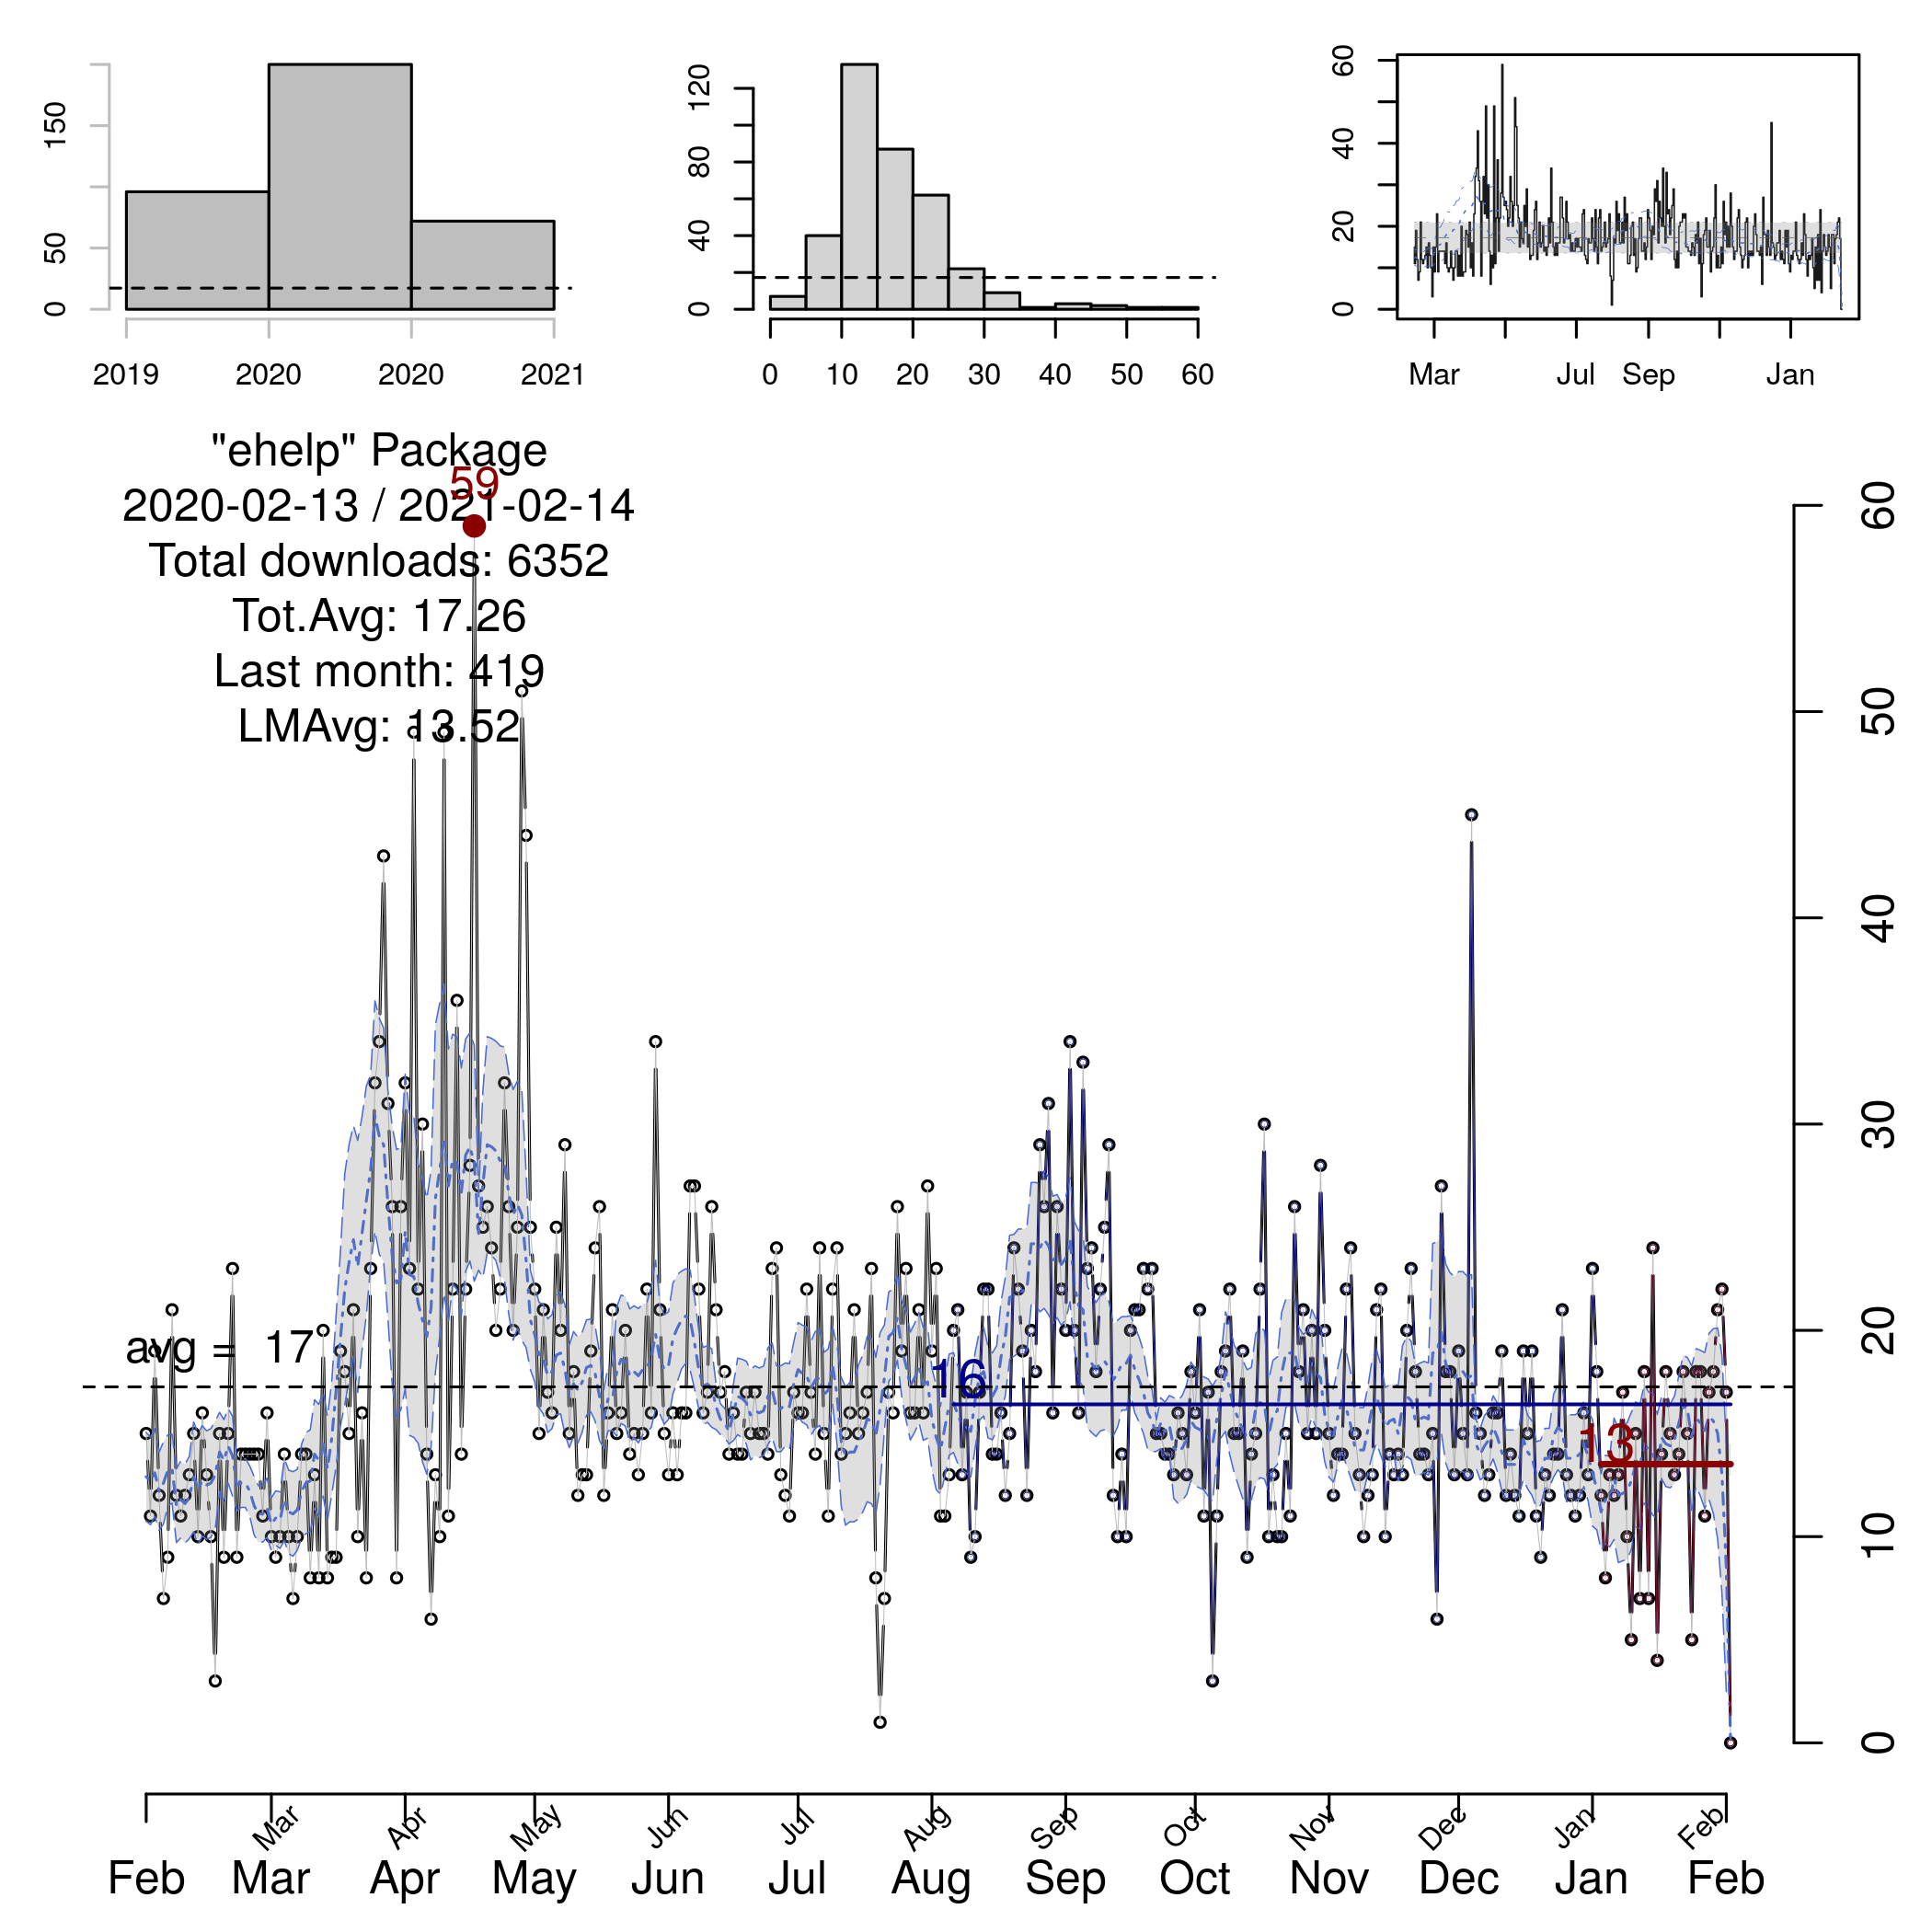 150
50
0
2019 2020 2020 2021
120
80
40
0
0 10 20 30 40 50 60
60
40
20
0
Mar Jul Sep Jan
"ehelp" Package
59
2020-02-13 / 2021-02-14
Total downloads: 6352
Tot.Avg: 17.26
Last month: 419
LMAvg: 13.52
avg = 17
16
13
60
50
40
30
20
10
0
Mar Apr May Jun Jul Aug Sep Oct Nov Dec Jan Feb
Feb Mar Apr May Jun Jul Aug Sep Oct Nov Dec Jan Feb